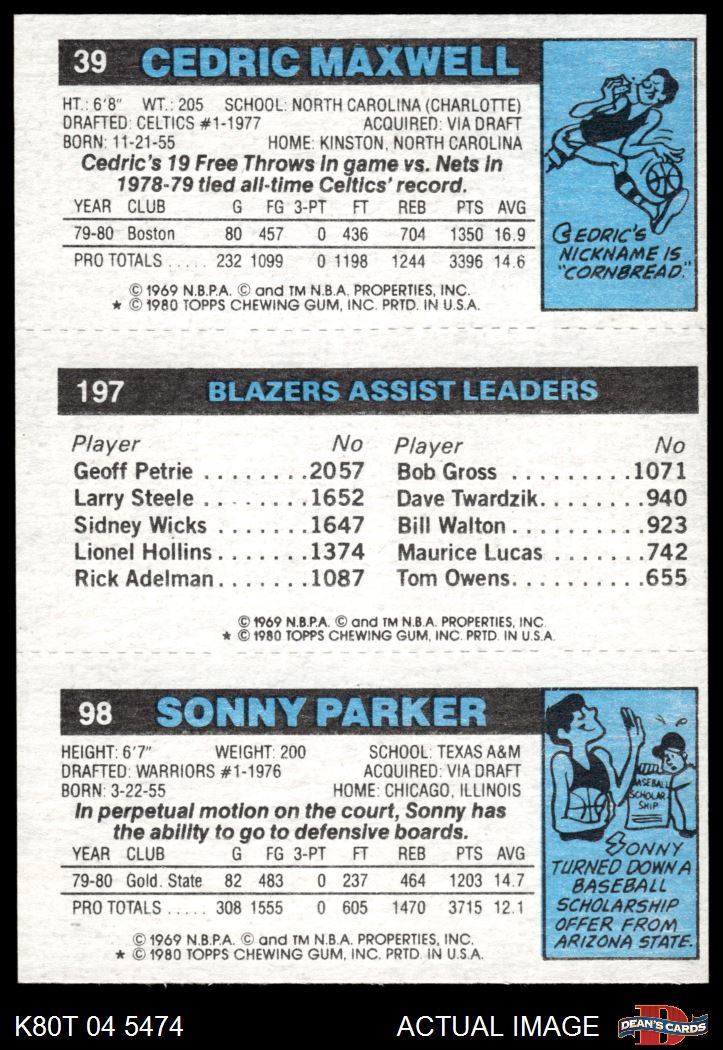 39 CEDRIC MAXWELL
HT.: 6'8" WT.: 205 SCHOOL: NORTH CAROLINA (CHARLOTTE)
DRAFTED: CELTICS #1-1977 ACQUIRED: VIA DRAFT
BORN: 11-21-55 HOME: KINSTON, NORTH CAROLINA
Cedric's 19 Free Throws in game vs. Nets in
1978-79 tied all-time Celtics' record.
YEAR CLUB G FG 3-PT FT REB PTS AVG
79-80 Boston 80 457 0 436 704 1350 16.9
PRO TOTALS ..... 232 1099 0 1198 1244 3396 14.6
© 1969 N.B.P.A. © and TM N.B.A. PROPERTIES, INC.
* © 1980 TOPPS CHEWING GUM, INC. PRTD. IN U.S.A.
CEDRIC'S
NICKNAME IS
"CORNBREAD."
197 BLAZERS ASSIST LEADERS
Player No Player No
Geoff Petrie ........2057 Bob Gross .........1071
Larry Steele ........1652 Dave Twardzik........940
Sidney Wicks .......1647 Bill Walton .........923
Lionel Hollins.......1374 Maurice Lucas .......742
Rick Adelman.......1087 Tom Owens..........655
© 1969 N.B.P.A. © and TM N.B.A. PROPERTIES, INC.
* © 1980 TOPPS CHEWING GUM, INC. PRTD. IN U.S.A.
98 SONNY PARKER
HEIGHT: 6'7" WEIGHT: 200 SCHOOL: TEXAS A&M
DRAFTED: WARRIORS #1-1976 ACQUIRED: VIA DRAFT
BORN: 3-22-55 HOME: CHICAGO, ILLINOIS
In perpetual motion on the court, Sonny has
the ability to go to defensive boards.
YEAR CLUB G FG 3-PT FT REB PTS AVG
79-80 Gold. State 82 483 0 237 464 1203 14.7
PRO TOTALS ..... 308 1555 0 605 1470 3715 12.1
© 1969 N.B.P.A. © and TM N.B.A. PROPERTIES, INC.
* © 1980 TOPPS CHEWING GUM, INC. PRTD. IN U.S.A.
BASEBALL
SCHOLAR-
SHIP
SONNY
TURNED DOWN A
BASEBALL
SCHOLARSHIP
OFFER FROM
ARIZONA STATE.
K80T 04 5474 ACTUAL IMAGE D DEAN'S CARDS